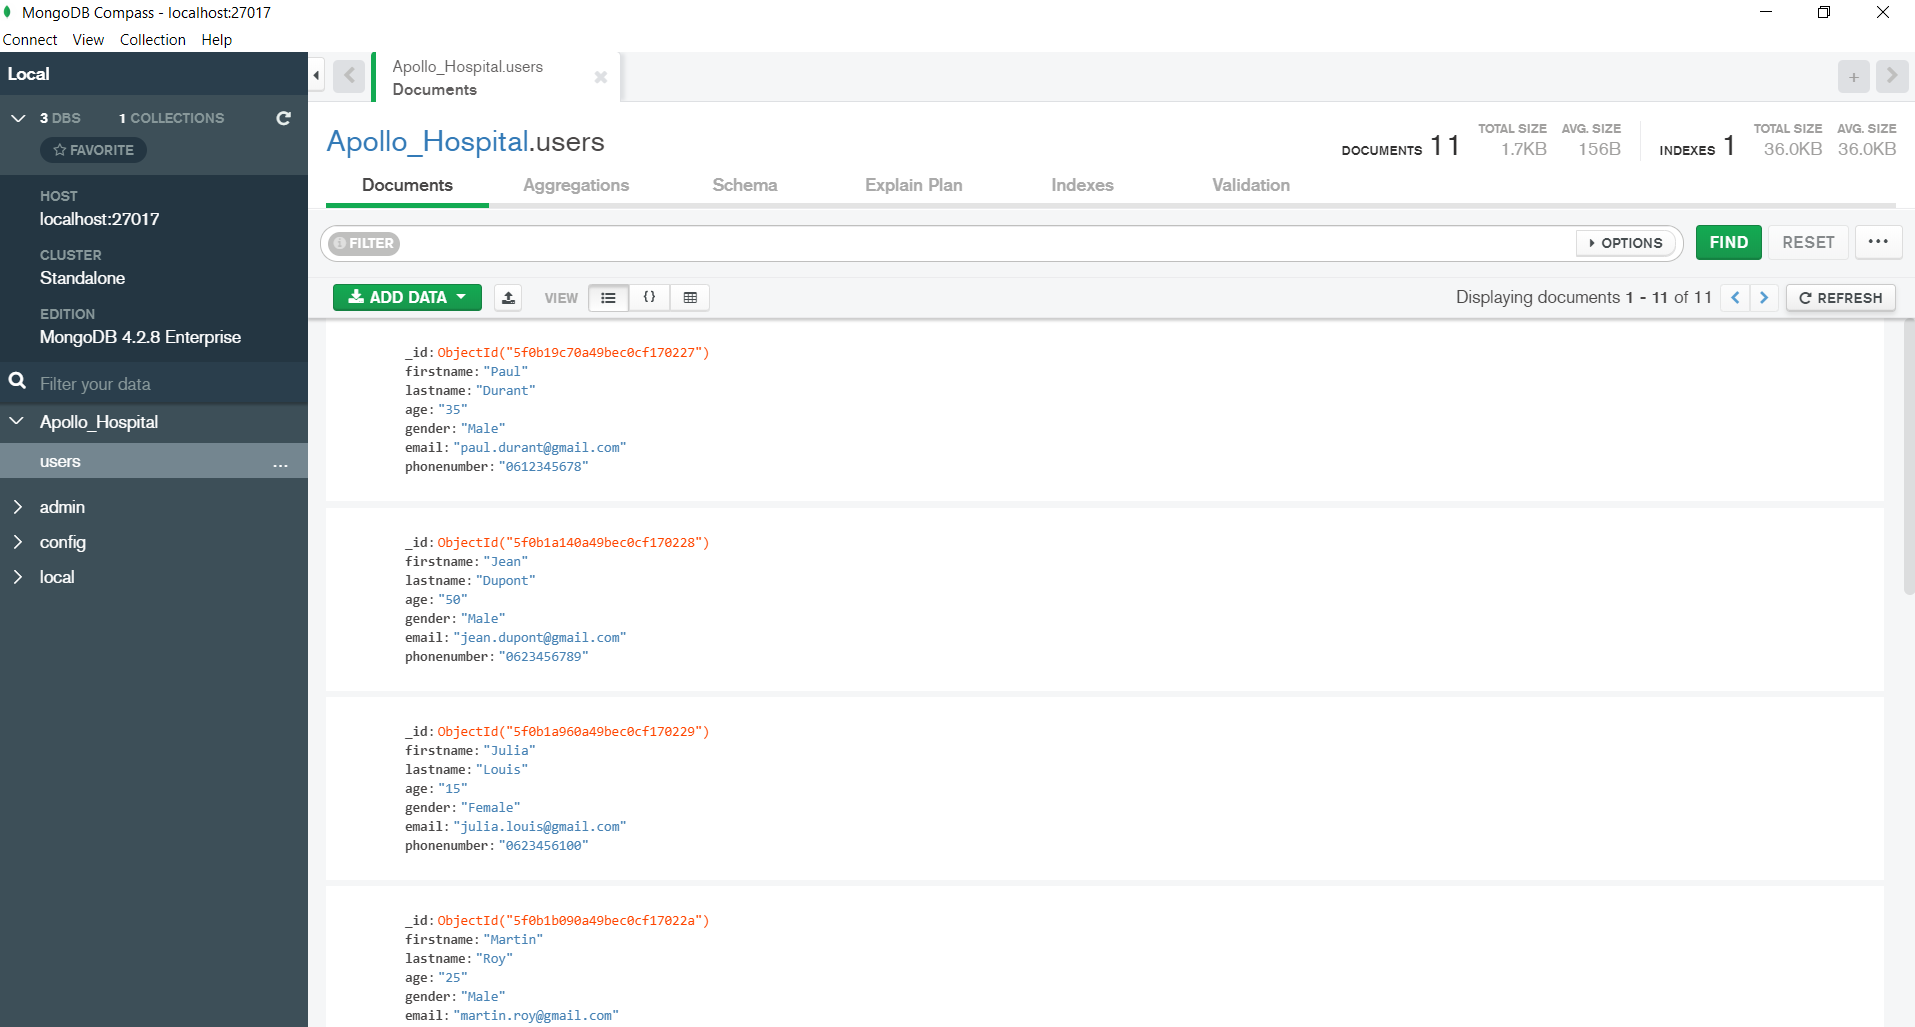 MongoDB Compass - localhost:27017
Connect View Collection Help
Local
3 DBS 1 COLLECTIONS
FAVORITE
HOST
localhost:27017
CLUSTER
Standalone
EDITION
MongoDB 4.2.8 Enterprise
Filter your data
Apollo_Hospital
users ...
admin
config
local
Apollo_Hospital.users
Documents
Apollo_Hospital.users
DOCUMENTS 11
TOTAL SIZE 1.7KB
AVG. SIZE 156B
INDEXES 1
TOTAL SIZE 36.0KB
AVG. SIZE 36.0KB
Documents Aggregations Schema Explain Plan Indexes Validation
FILTER OPTIONS FIND RESET ...
ADD DATA VIEW {} Displaying documents 1 - 11 of 11 REFRESH
_id: ObjectId("5f0b19c70a49bec0cf170227")
firstname: "Paul"
lastname: "Durant"
age: "35"
gender: "Male"
email: "paul.durant@gmail.com"
phonenumber: "0612345678"
_id: ObjectId("5f0b1a140a49bec0cf170228")
firstname: "Jean"
lastname: "Dupont"
age: "50"
gender: "Male"
email: "jean.dupont@gmail.com"
phonenumber: "0623456789"
_id: ObjectId("5f0b1a960a49bec0cf170229")
firstname: "Julia"
lastname: "Louis"
age: "15"
gender: "Female"
email: "julia.louis@gmail.com"
phonenumber: "0623456100"
_id: ObjectId("5f0b1b090a49bec0cf17022a")
firstname: "Martin"
lastname: "Roy"
age: "25"
gender: "Male"
email: "martin.roy@gmail.com"